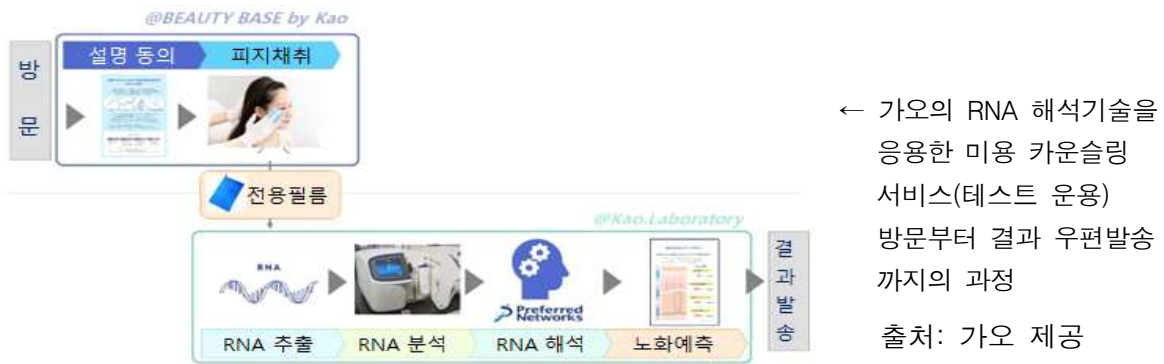 @BEAUTY BASE by Kao
방문
설명 동의
피지채취
전용필름
@Kao.Laboratory
RNA
Preferred
Networks
RNA 추출
RNA 분석
RNA 해석
노화예측
결과발송
← 가오의 RNA 해석기술을
응용한 미용 카운슬링
서비스(테스트 운용)
방문부터 결과 우편발송
까지의 과정
출처: 가오 제공